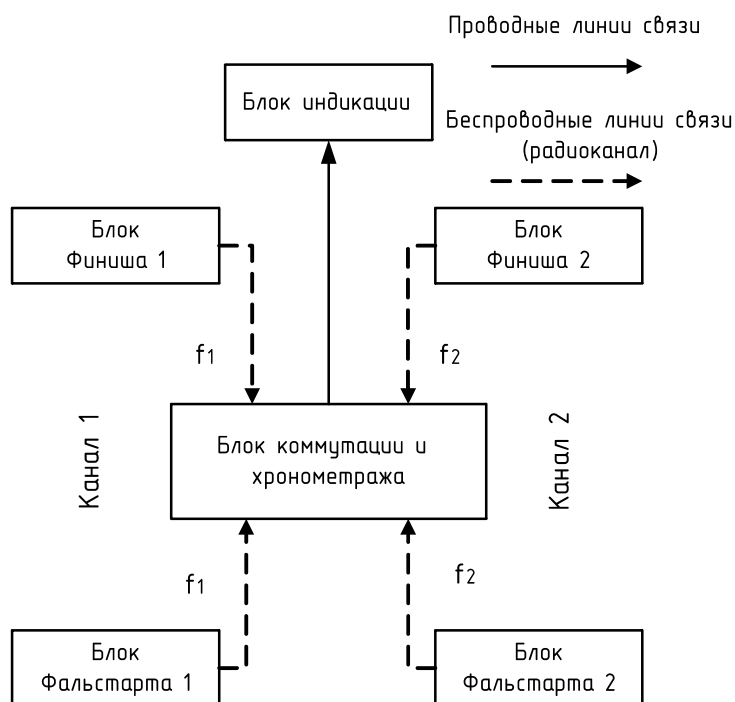 Проводные линии связи
Блок индикации
Беспроводные линии связи
(радиоканал)
Блок
Финиша 1
Блок
Финиша 2
f1
f2
Канал 1
Блок коммутации и
хронометража
Канал 2
f1
f2
Блок
Фальстарта 1
Блок
Фальстарта 2